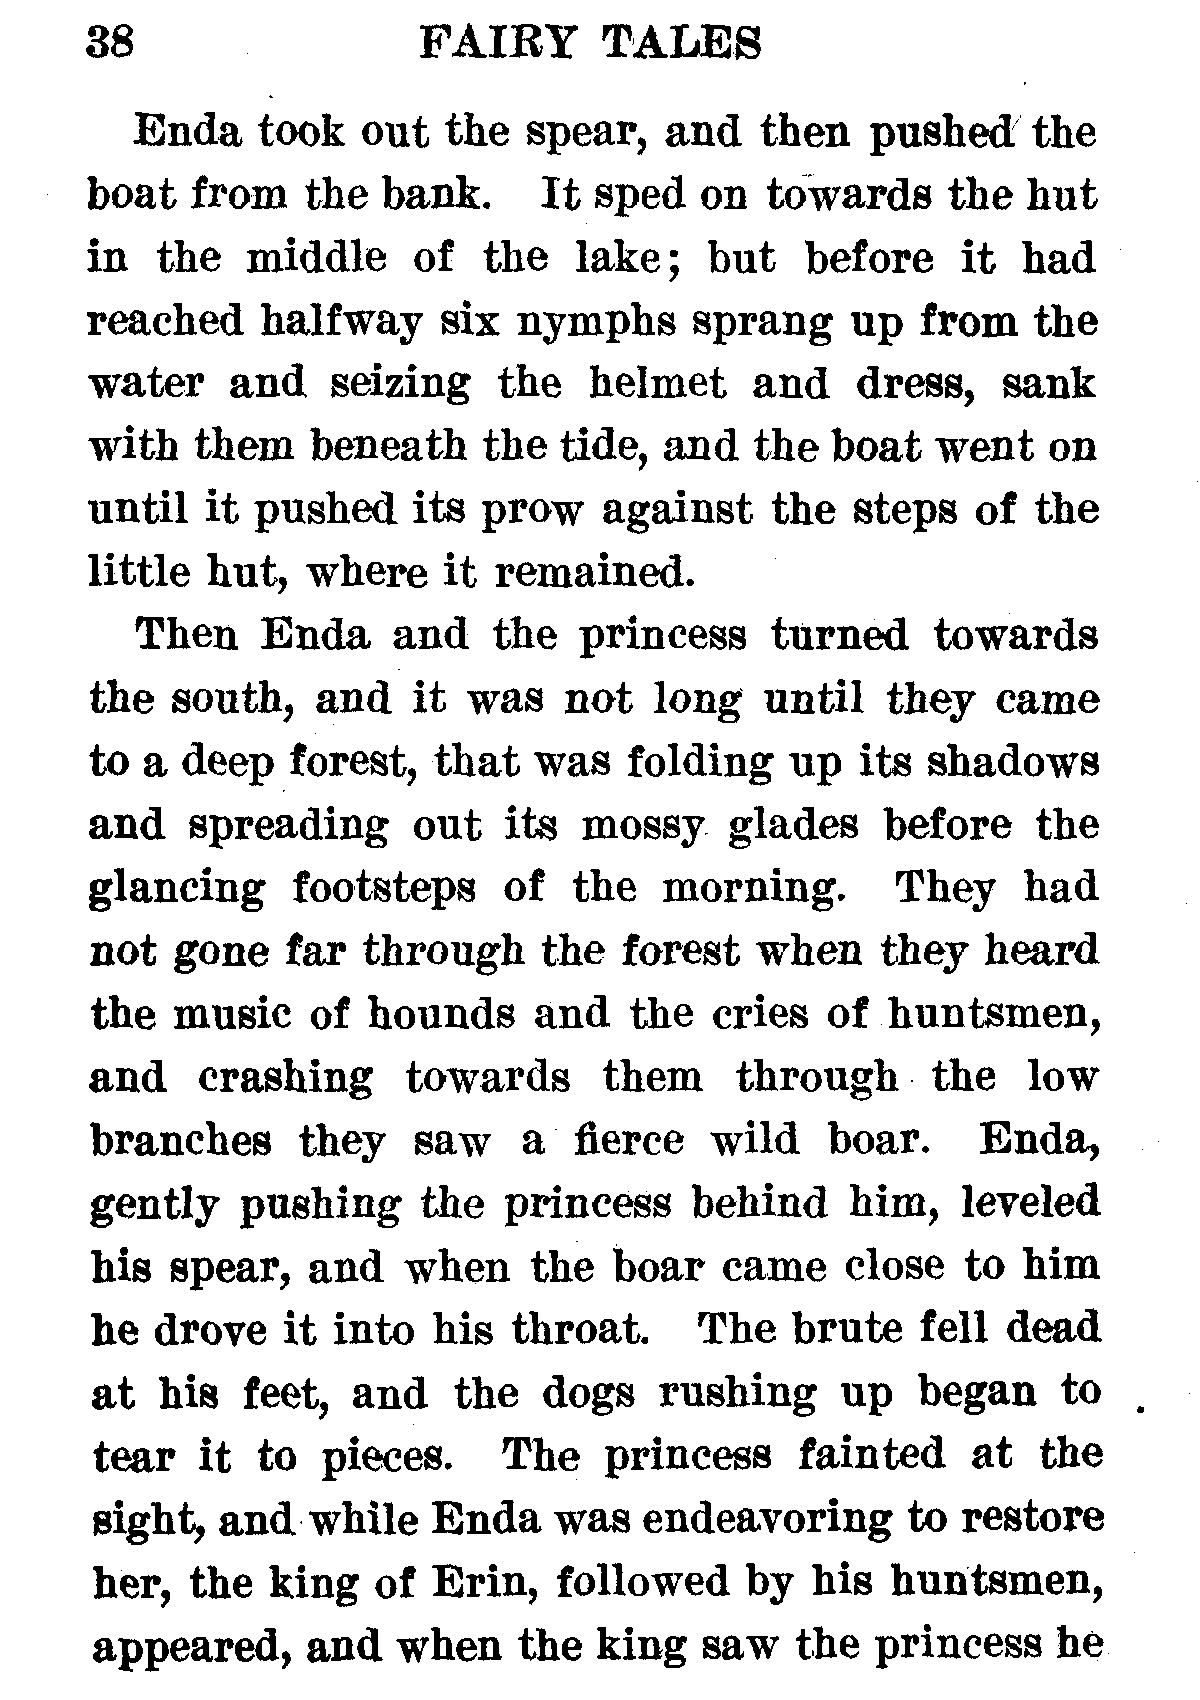 38 FAIRY TALES
Enda took out the spear, and then pushed the
boat from the bank. It sped on towards the hut
in the middle of the lake; but before it had
reached halfway six nymphs sprang up from the
water and seizing the helmet and dress, sank
with them beneath the tide, and the boat went on
until it pushed its prow against the steps of the
little hut, where it remained.
Then Enda and the princess turned towards
the south, and it was not long until they came
to a deep forest, that was folding up its shadows
and spreading out its mossy glades before the
glancing footsteps of the morning. They had
not gone far through the forest when they heard
the music of hounds and the cries of huntsmen,
and crashing towards them through the low
branches they saw a fierce wild boar. Enda,
gently pushing the princess behind him, leveled
his spear, and when the boar came close to him
he drove it into his throat. The brute fell dead
at his feet, and the dogs rushing up began to
tear it to pieces. The princess fainted at the
sight, and while Enda was endeavoring to restore
her, the king of Erin, followed by his huntsmen,
appeared, and when the king saw the princess he